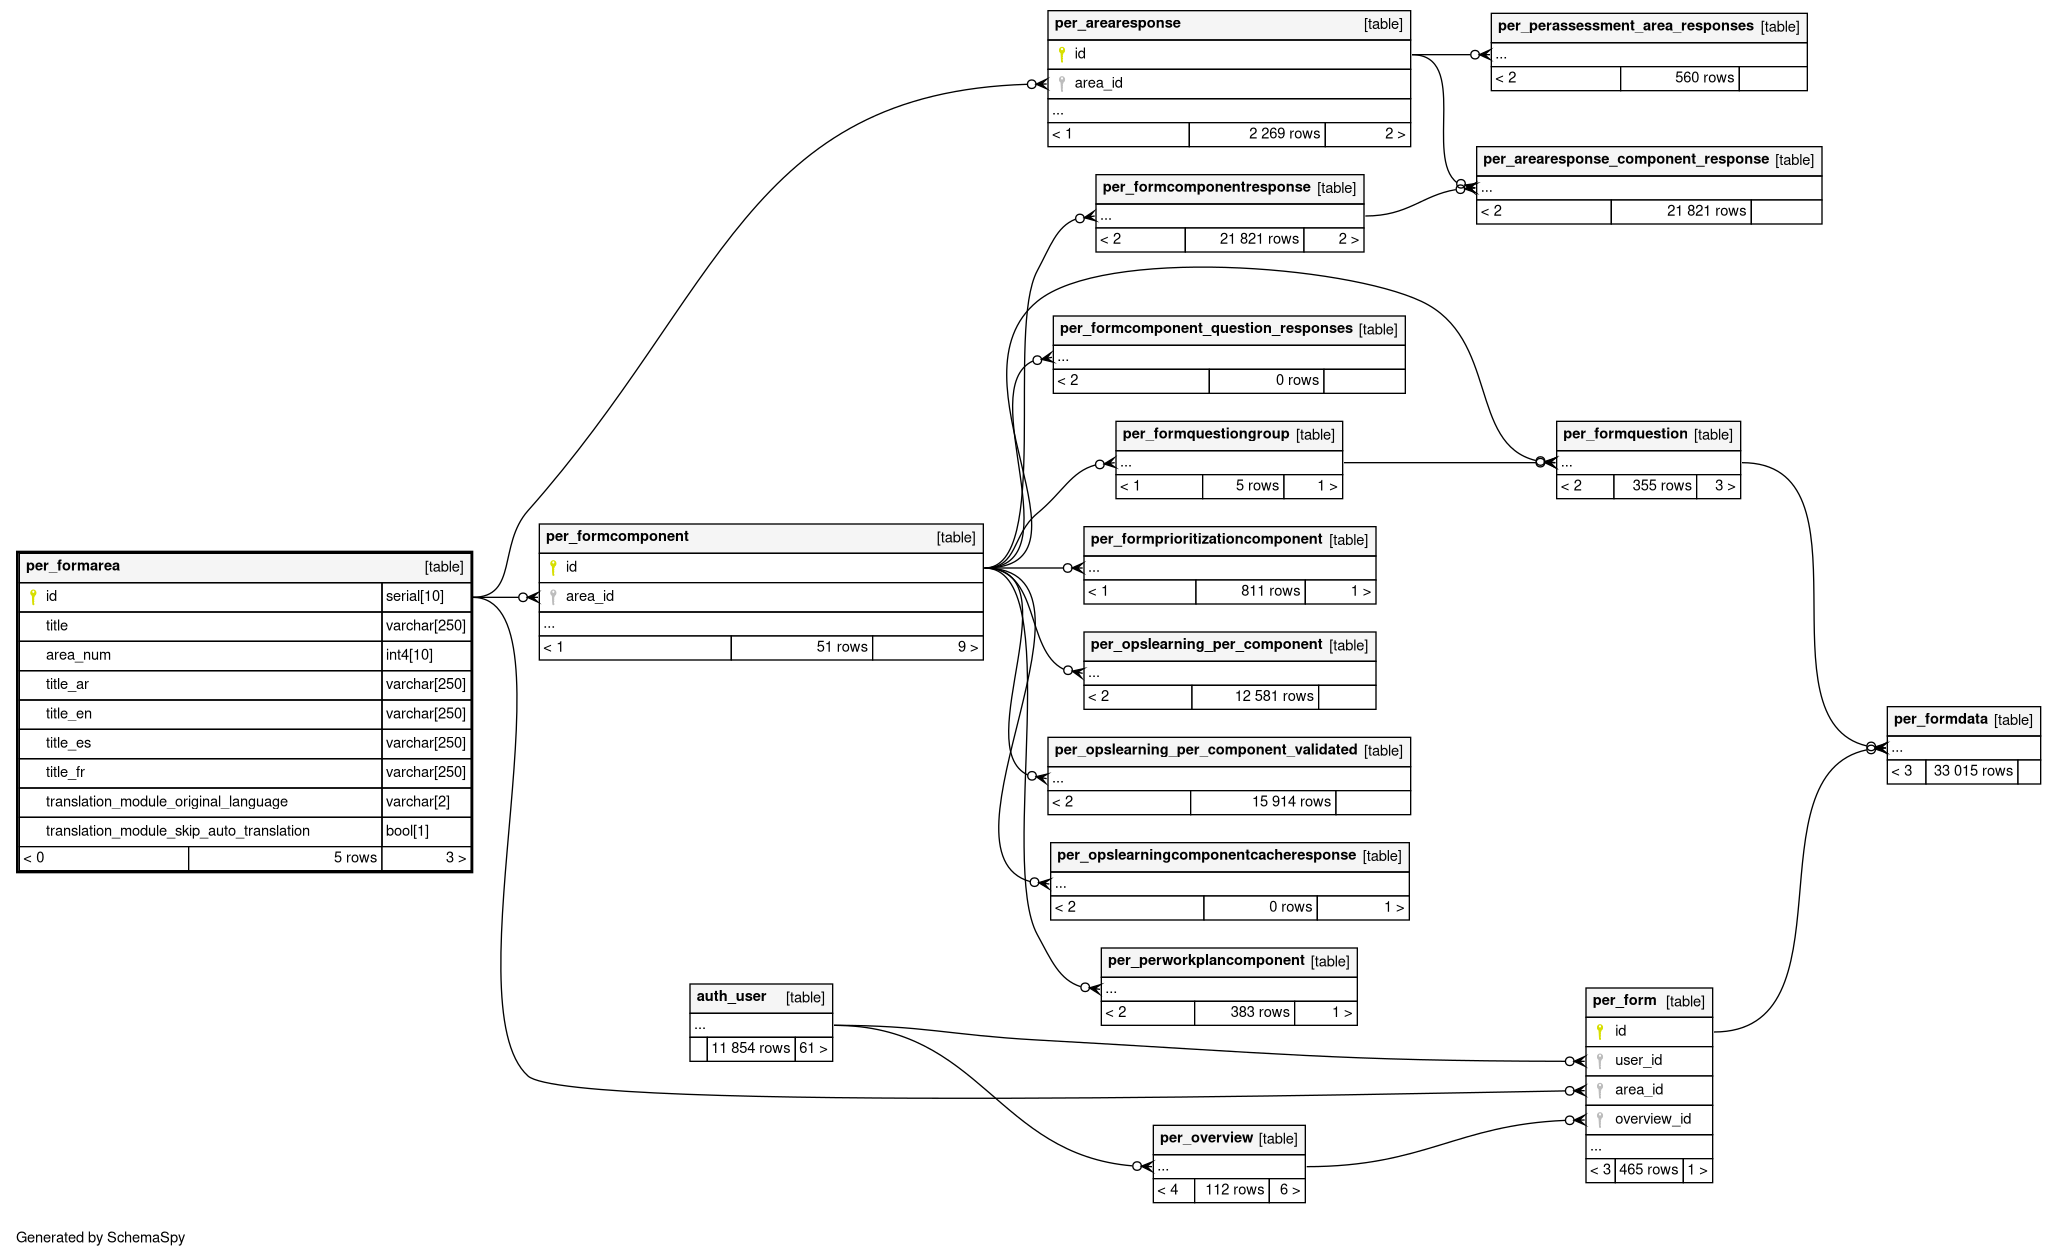 per_arearesponse [table]
id
area_id
...
< 1 2 269 rows 2 >
per_perassessment_area_responses [table]
...
< 2 560 rows
per_arearesponse_component_response [table]
...
< 2 21 821 rows
per_formcomponentresponse [table]
...
< 2 21 821 rows 2 >
per_formcomponent_question_responses [table]
...
< 2 0 rows
per_formquestiongroup [table]
...
< 1 5 rows 1 >
per_formquestion [table]
...
< 2 355 rows 3 >
per_formcomponent [table]
id
area_id
...
< 1 51 rows 9 >
per_formprioritizationcomponent [table]
...
< 1 811 rows 1 >
per_formarea [table]
id serial[10]
title varchar[250]
area_num int4[10]
title_ar varchar[250]
title_en varchar[250]
title_es varchar[250]
title_fr varchar[250]
translation_module_original_language varchar[2]
translation_module_skip_auto_translation bool[1]
< 0 5 rows 3 >
per_opslearning_per_component [table]
...
< 2 12 581 rows
per_opslearning_per_component_validated [table]
...
< 2 15 914 rows
per_formdata [table]
...
< 3 33 015 rows
per_opslearningcomponentcacheresponse [table]
...
< 2 0 rows 1 >
per_perworkplancomponent [table]
...
< 2 383 rows 1 >
auth_user [table]
...
11 854 rows 61 >
per_form [table]
id
user_id
area_id
overview_id
...
< 3 465 rows 1 >
per_overview [table]
...
< 4 112 rows 6 >
Generated by SchemaSpy